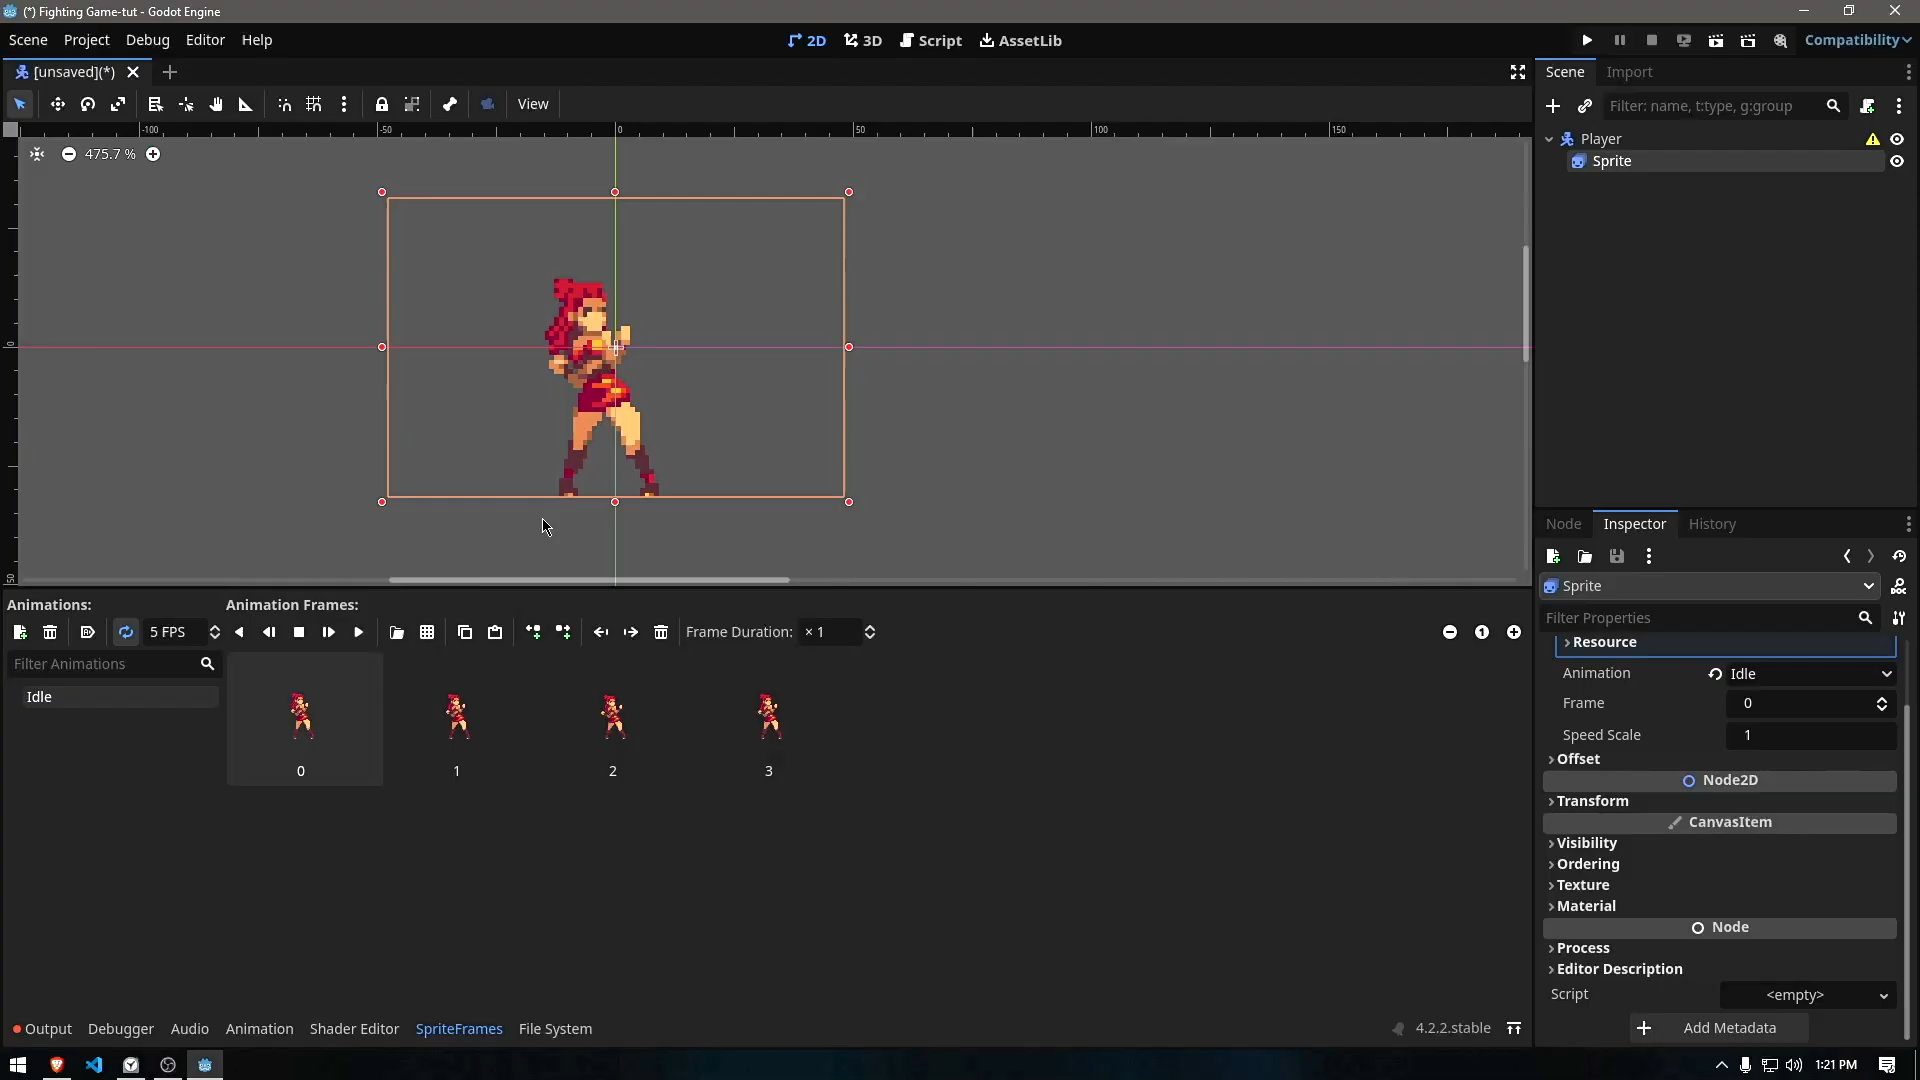 (*) Fighting Game-tut - Godot Engine
Scene Project Debug Editor Help
2D 3D Script AssetLib
Compatibility
[unsaved](*)
View
-100 -50 0 50 100 150
475.7 %
0
50
Scene Import
Filter: name, t:type, g:group
Player
Sprite
Node Inspector History
Sprite
Filter Properties
Resource
Animation Idle
Frame 0
Speed Scale 1
Offset
Node2D
Transform
CanvasItem
Visibility
Ordering
Texture
Material
Node
Process
Editor Description
Script <empty>
Add Metadata
Animations: Animation Frames:
5 FPS
Frame Duration: × 1
1
Filter Animations
Idle
0 1 2 3
Output Debugger Audio Animation Shader Editor SpriteFrames File System
4.2.2.stable
1:21 PM